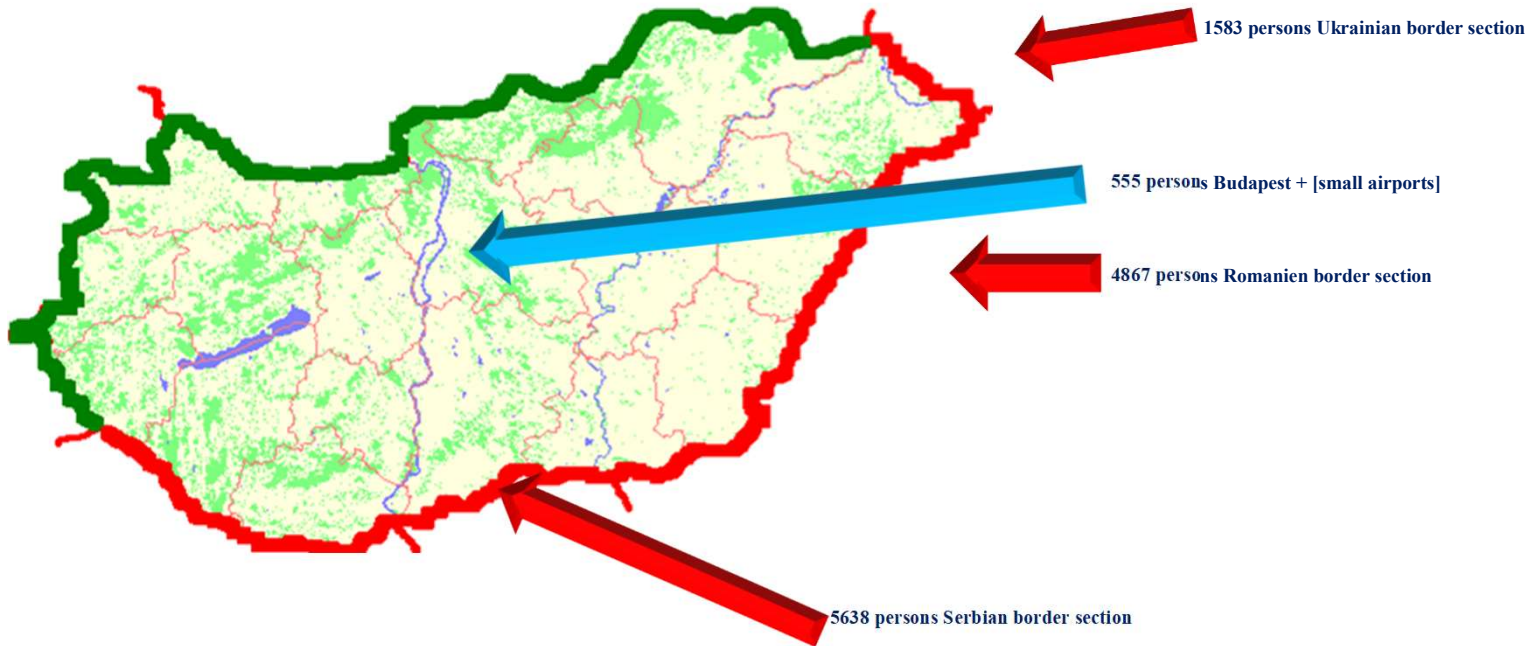 1583 persons Ukrainian border section
555 persons Budapest + [small airports]
4867 persons Romanien border section
5638 persons Serbian border section